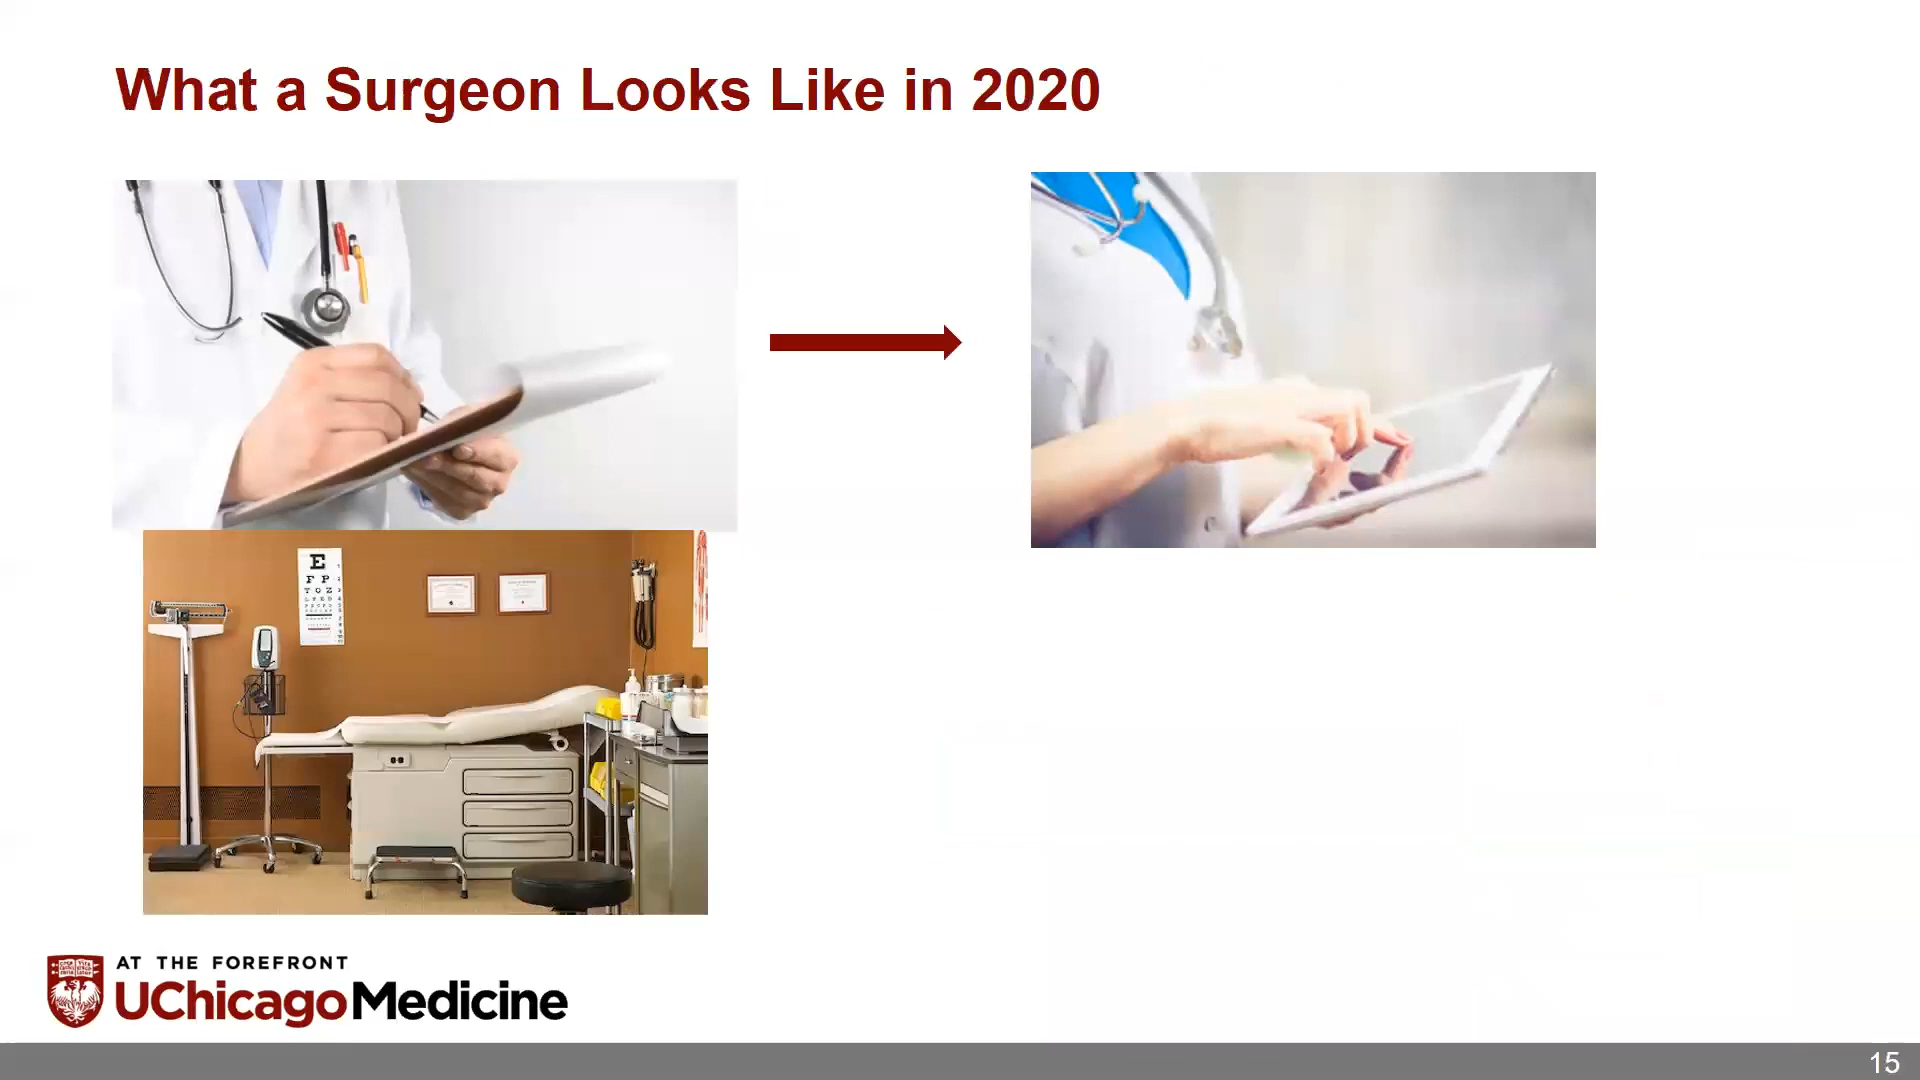 What a Surgeon Looks Like in 2020
E
F P
T O Z
L P E D
AT THE FOREFRONT
UChicagoMedicine
15